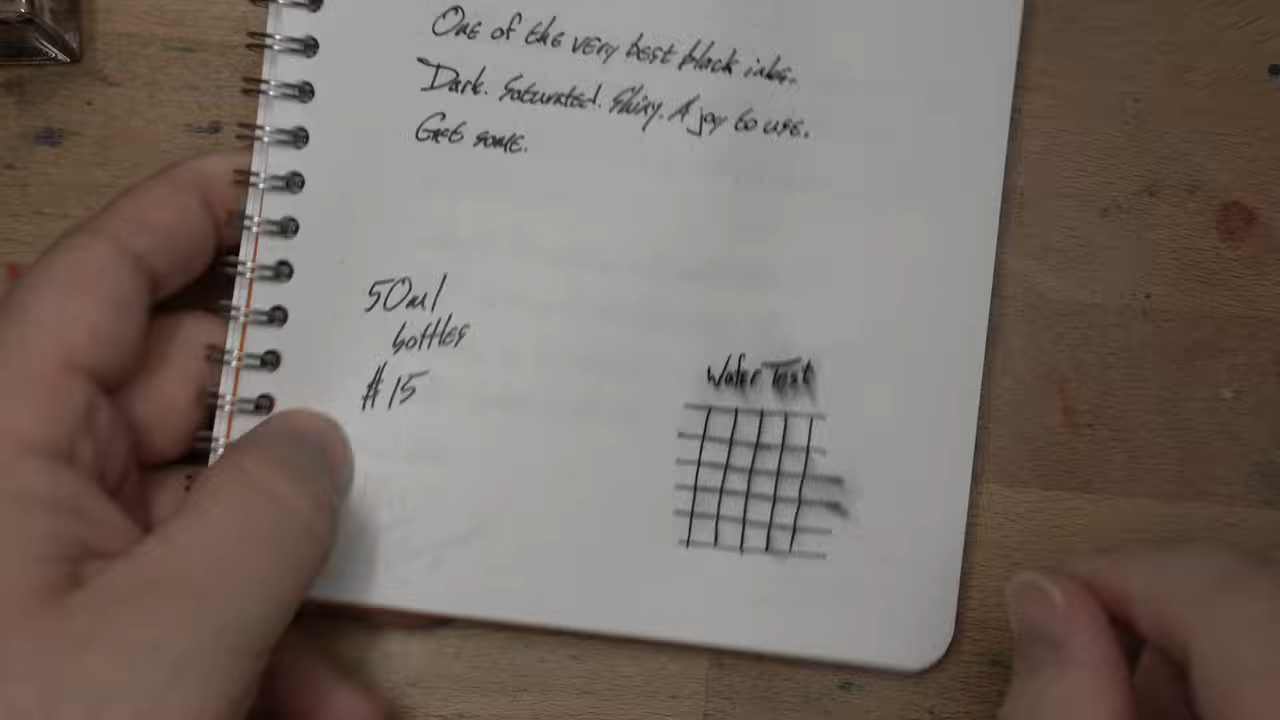 One of the very best black inks.
Dark. Saturated. Shiny. A joy to use.
Get some.
50ml
bottles
#15
Water Test